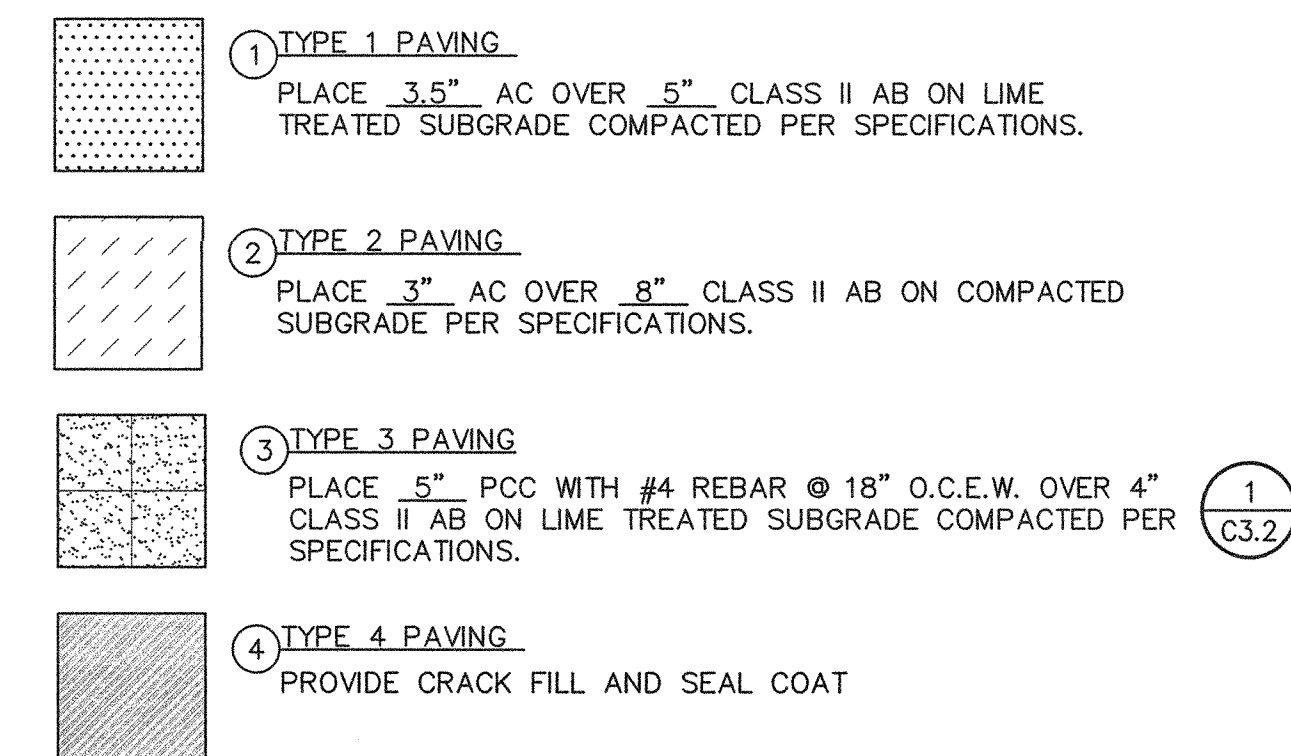 1 TYPE 1 PAVING
PLACE 3.5" AC OVER 5" CLASS II AB ON LIME
TREATED SUBGRADE COMPACTED PER SPECIFICATIONS.
2 TYPE 2 PAVING
PLACE 3" AC OVER 8" CLASS II AB ON COMPACTED
SUBGRADE PER SPECIFICATIONS.
3 TYPE 3 PAVING
PLACE 5" PCC WITH #4 REBAR @ 18" O.C.E.W. OVER 4"
CLASS II AB ON LIME TREATED SUBGRADE COMPACTED PER
SPECIFICATIONS.
1
C3.2
4 TYPE 4 PAVING
PROVIDE CRACK FILL AND SEAL COAT